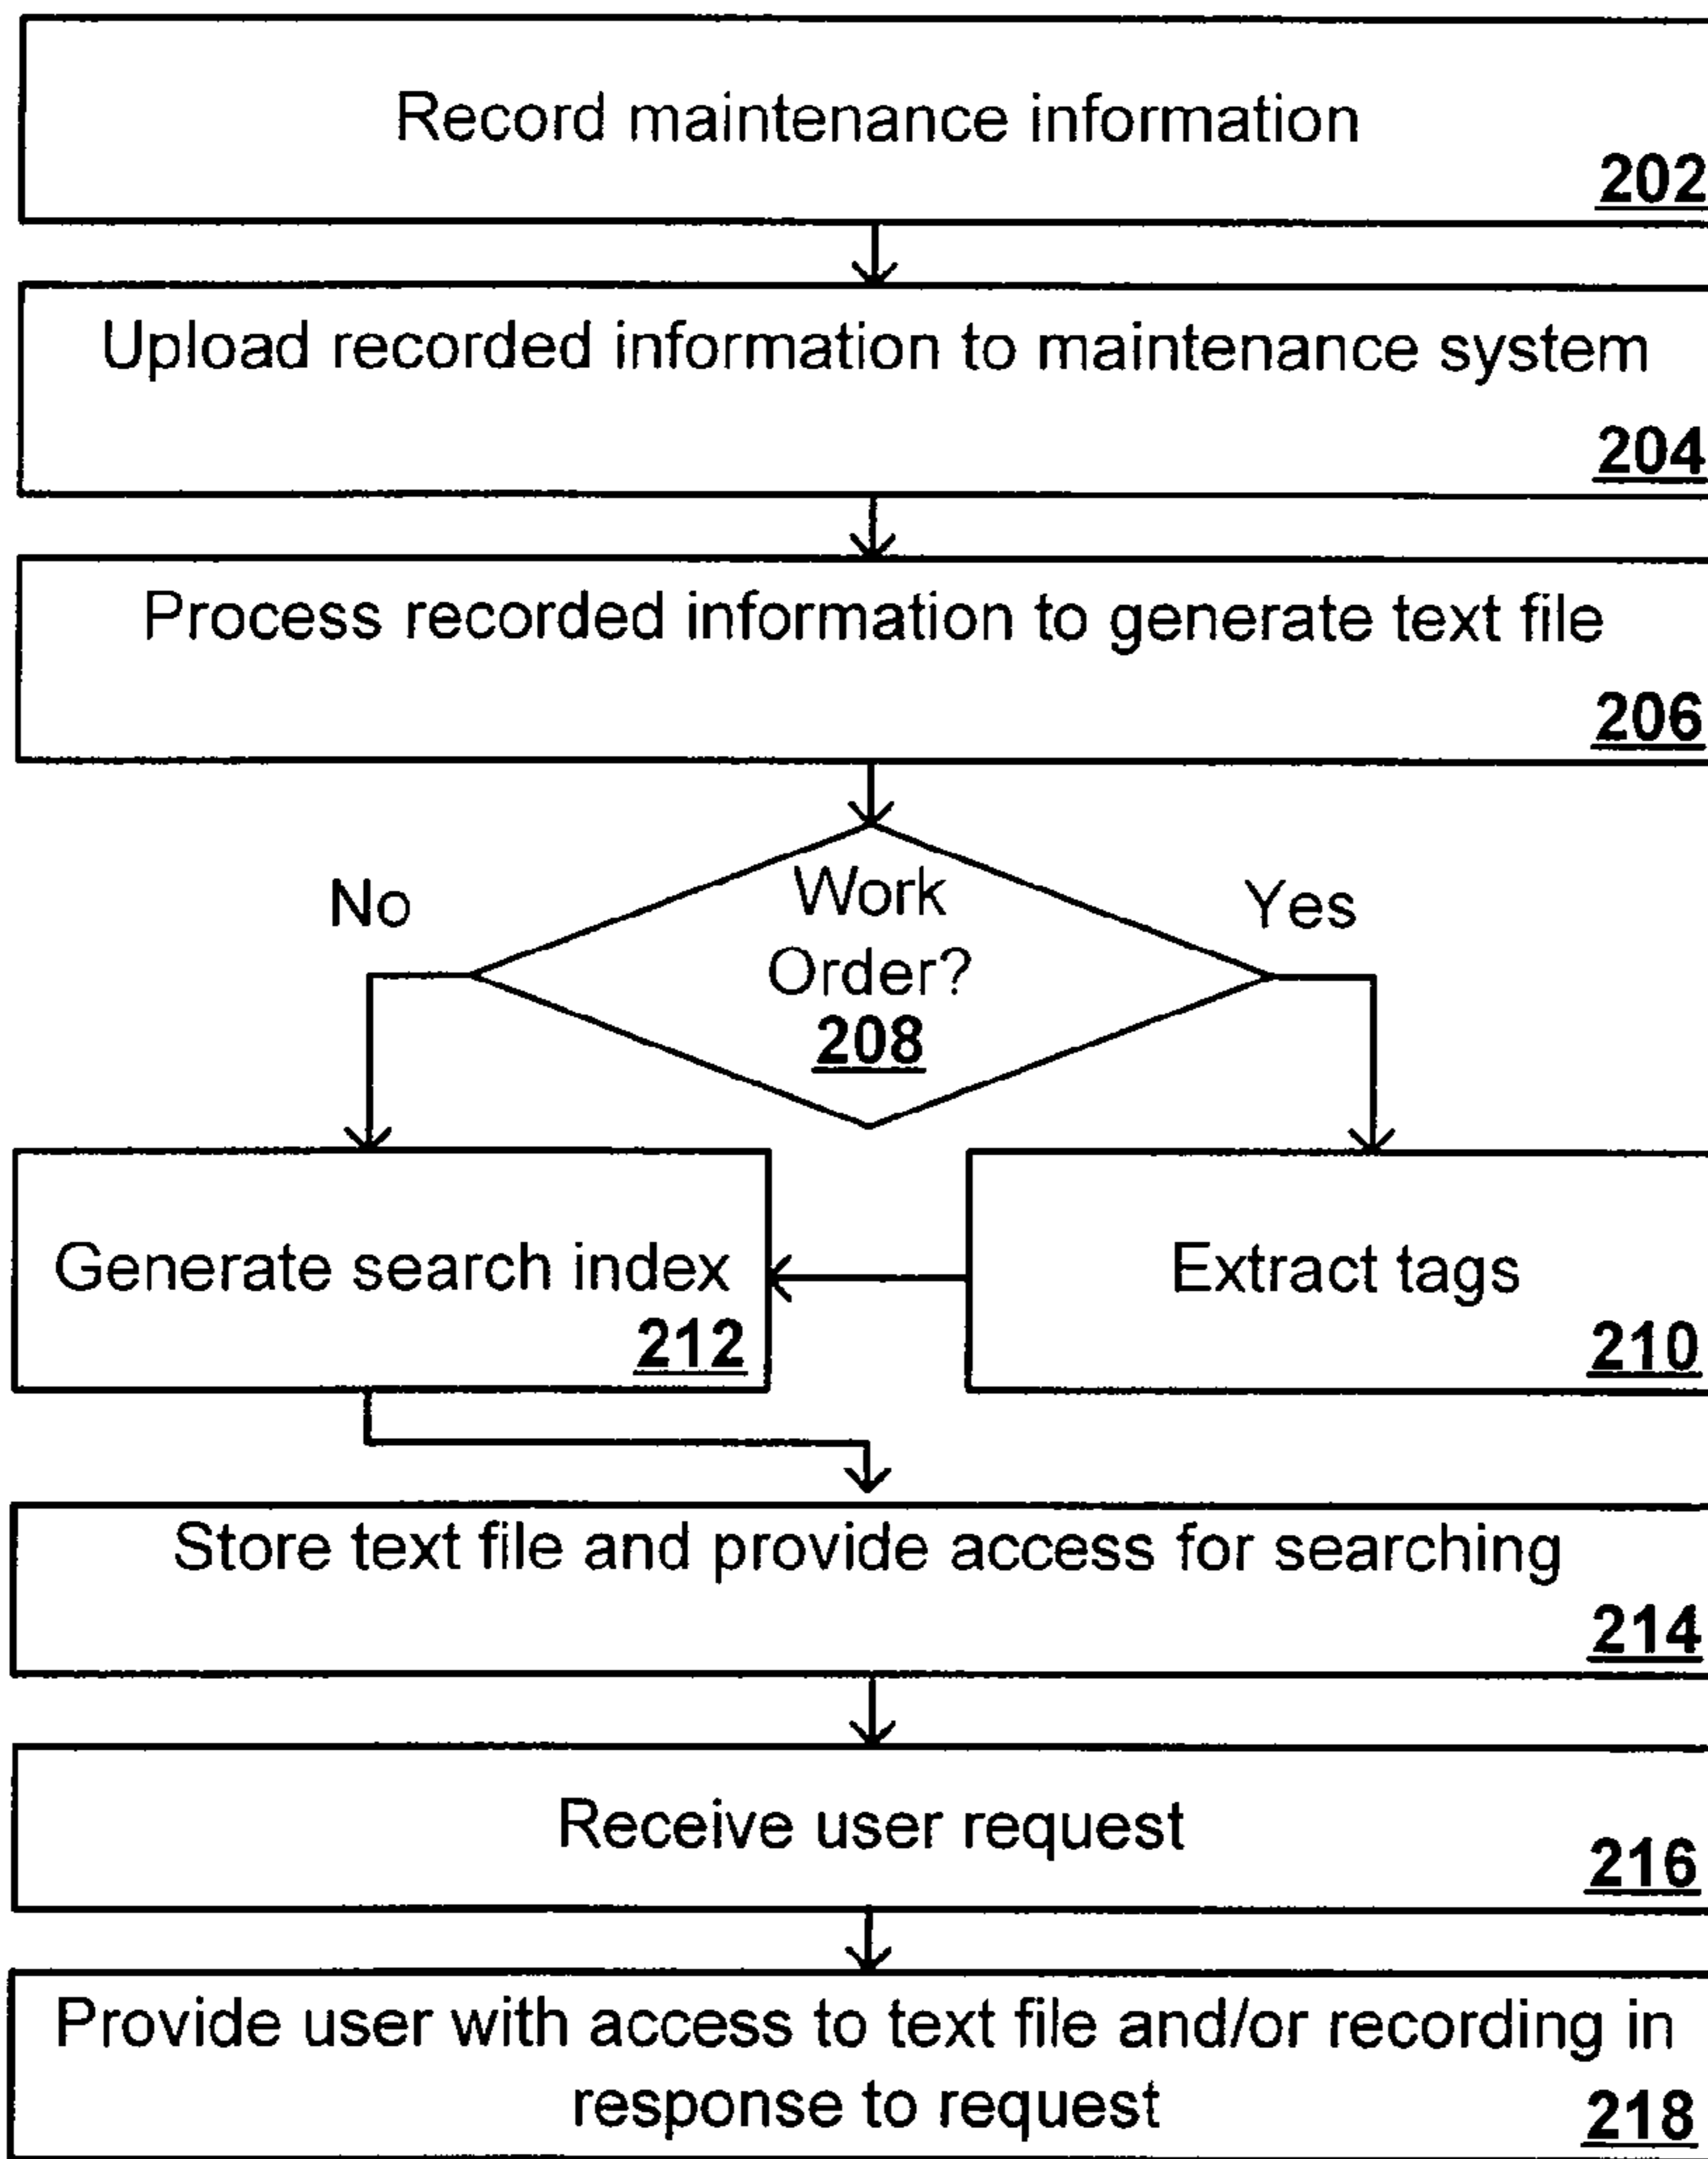 Record maintenance information
202
Upload recorded information to maintenance system
204
Process recorded information to generate text file
206
No
Work
Order?
208
Yes
Generate search index
212
Extract tags
210
Store text file and provide access for searching
214
Receive user request
216
Provide user with access to text file and/or recording in
response to request
218